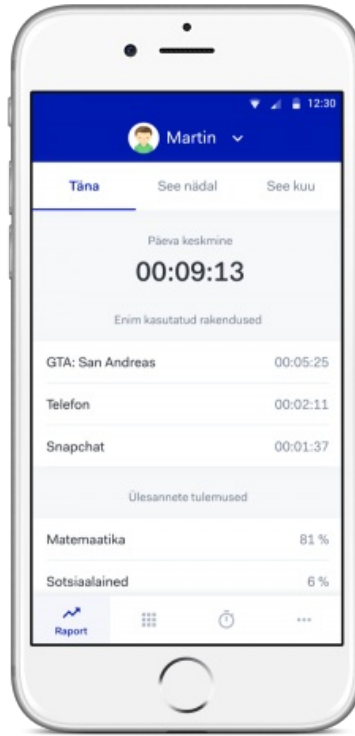 12:30
Martin
Täna See nädal See kuu
Päeva keskmine
00:09:13
Enim kasutatud rakendused
GTA: San Andreas 00:05:25
Telefon 00:02:11
Snapchat 00:01:37
Ülesannete tulemused
Matemaatika 81 %
Sotsiaalained 6 %
Raport